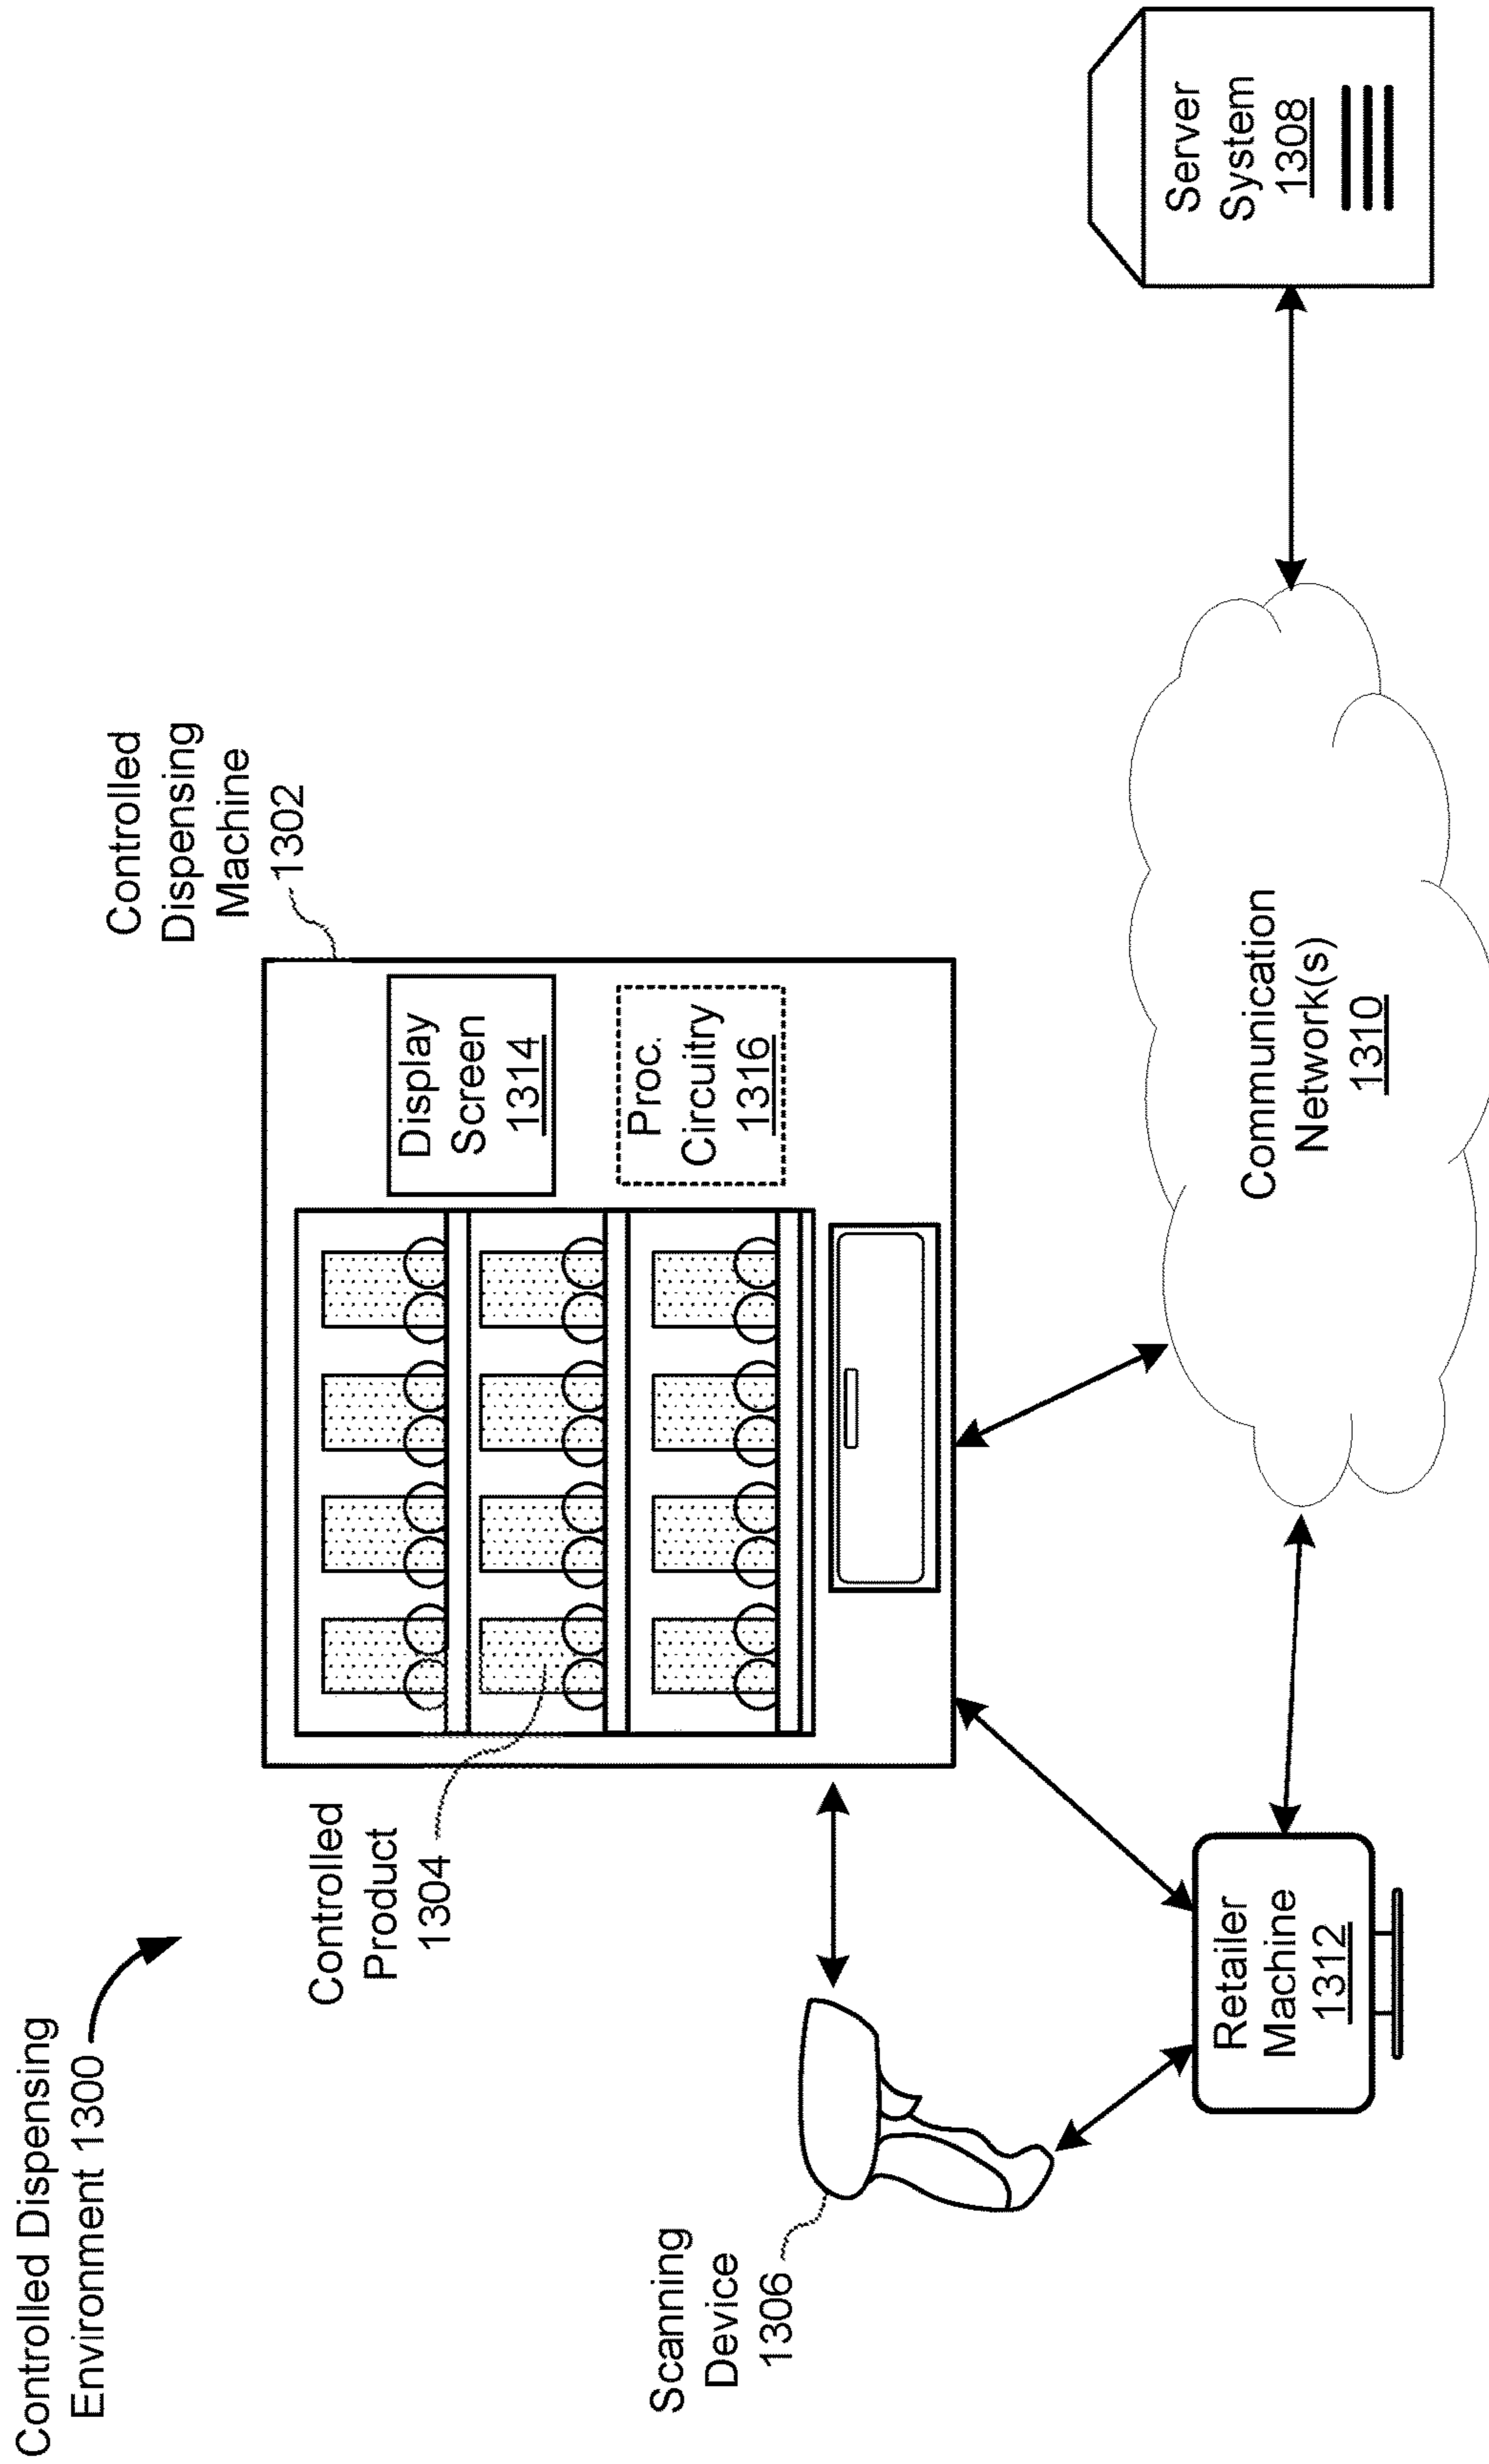 Controlled Dispensing
Environment 1300
Controlled
Dispensing
Machine
1302
Controlled
Product
1304
Display
Screen
1314
Proc.
Circuitry
1316
Scanning
Device
1306
Retailer
Machine
1312
Communication
Network(s)
1310
Server
System
1308